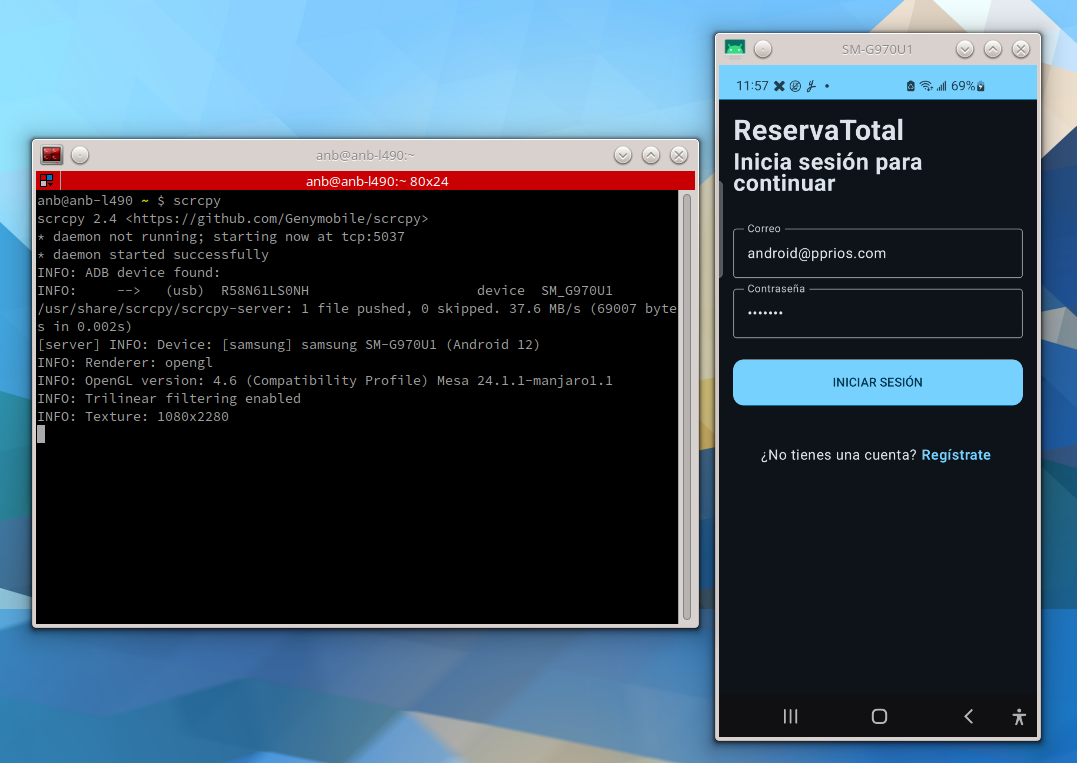 anb@anb-l490:~
anb@anb-l490:~ 80x24
anb@anb-l490 ~ $ scrcpy
scrcpy 2.4 <https://github.com/Genymobile/scrcpy>
* daemon not running; starting now at tcp:5037
* daemon started successfully
INFO: ADB device found:
INFO:     -->   (usb)  R58N61LS0NH                     device  SM_G970U1
/usr/share/scrcpy/scrcpy-server: 1 file pushed, 0 skipped. 37.6 MB/s (69007 byte
s in 0.002s)
[server] INFO: Device: [samsung] samsung SM-G970U1 (Android 12)
INFO: Renderer: opengl
INFO: OpenGL version: 4.6 (Compatibility Profile) Mesa 24.1.1-manjaro1.1
INFO: Trilinear filtering enabled
INFO: Texture: 1080x2280
SM-G970U1
11:57 69%
ReservaTotal
Inicia sesión para
continuar
Correo
android@pprios.com
Contraseña
•••••••
INICIAR SESIÓN
¿No tienes una cuenta? Regístrate